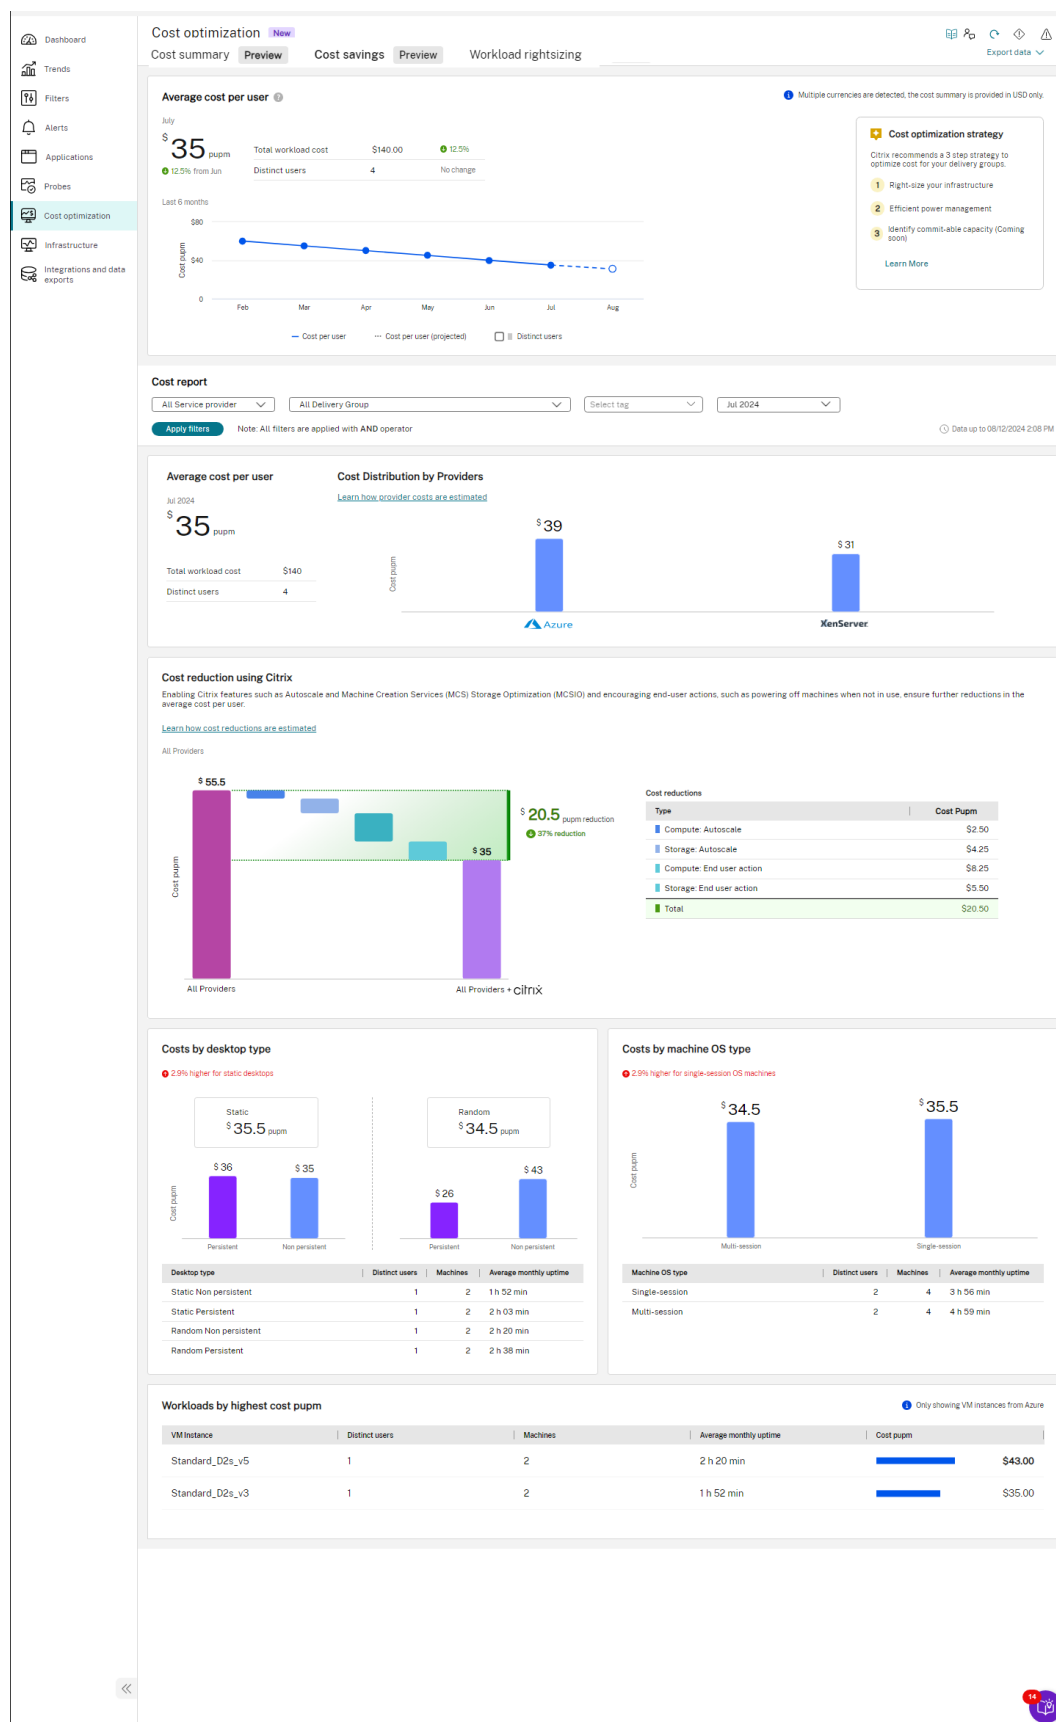 Dashboard
Trends
Filters
Alerts
Applications
Probes
Cost optimization
Infrastructure
Integrations and data
exports
Cost optimization New
Cost summary Preview Cost savings Preview Workload rightsizing
Export data
Average cost per user
Multiple currencies are detected, the cost summary is provided in USD only.
July
$ 35 pupm
12.5% from Jun
Total workload cost $140.00 12.5%
Distinct users 4 No change
Cost optimization strategy
Citrix recommends a 3 step strategy to
optimize cost for your delivery groups.
1 Right-size your infrastructure
2 Efficient power management
3 Identify commit-able capacity (Coming
soon)
Learn More
Last 6 months
Cost pupm
$80
$40
0
Feb Mar Apr May Jun Jul Aug
Cost per user Cost per user (projected) Distinct users
Cost report
All Service provider All Delivery Group Select tag Jul 2024
Apply filters Note: All filters are applied with AND operator
Data up to 08/12/2024 2:08 PM
Average cost per user
Jul 2024
$ 35 pupm
Total workload cost $140
Distinct users 4
Cost Distribution by Providers
Learn how provider costs are estimated
Cost pupm
$ 39
$ 31
Azure
XenServer
Cost reduction using Citrix
Enabling Citrix features such as Autoscale and Machine Creation Services (MCS) Storage Optimization (MCSIO) and encouraging end-user actions, such as powering off machines when not in use, ensure further reductions in the
average cost per user.
Learn how cost reductions are estimated
All Providers
Cost pupm
$ 55.5
$ 35
$ 20.5 pupm reduction
37% reduction
All Providers
All Providers + citrix
Cost reductions
Type Cost Pupm
Compute: Autoscale $2.50
Storage: Autoscale $4.25
Compute: End user action $8.25
Storage: End user action $5.50
Total $20.50
Costs by desktop type
2.9% higher for static desktops
Static
$ 35.5 pupm
Random
$ 34.5 pupm
Cost pupm
$ 36
$ 35
$ 26
$ 43
Persistent Non persistent Persistent Non persistent
Desktop type Distinct users Machines Average monthly uptime
Static Non persistent 1 2 1 h 52 min
Static Persistent 1 2 2 h 03 min
Random Non persistent 1 2 2 h 20 min
Random Persistent 1 2 2 h 38 min
Costs by machine OS type
2.9% higher for single-session OS machines
Cost pupm
$ 34.5
$ 35.5
Multi-session Single-session
Machine OS type Distinct users Machines Average monthly uptime
Single-session 2 4 3 h 56 min
Multi-session 2 4 4 h 59 min
Workloads by highest cost pupm
Only showing VM instances from Azure
VM Instance Distinct users Machines Average monthly uptime Cost pupm
Standard_D2s_v5 1 2 2 h 20 min $43.00
Standard_D2s_v3 1 2 1 h 52 min $35.00
14